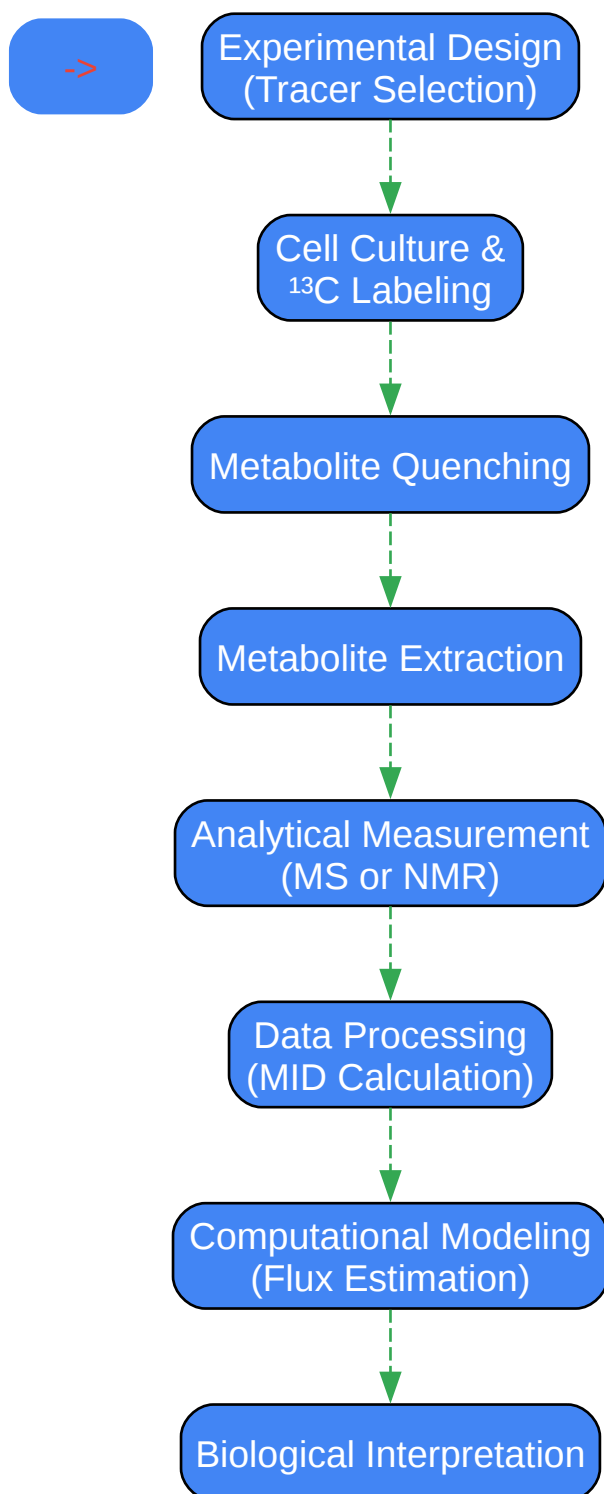 ->
Experimental Design
(Tracer Selection)
Cell Culture &
¹³C Labeling
Metabolite Quenching
Metabolite Extraction
Analytical Measurement
(MS or NMR)
Data Processing
(MID Calculation)
Computational Modeling
(Flux Estimation)
Biological Interpretation